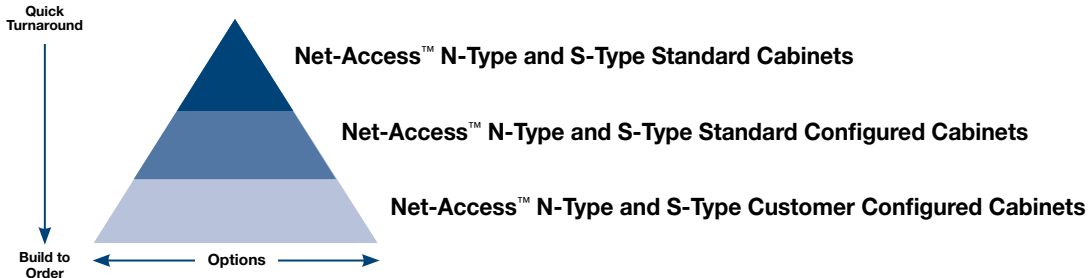 Quick
Turnaround
Net-Access™ N-Type and S-Type Standard Cabinets
Net-Access™ N-Type and S-Type Standard Configured Cabinets
Net-Access™ N-Type and S-Type Customer Configured Cabinets
Build to
Order
Options